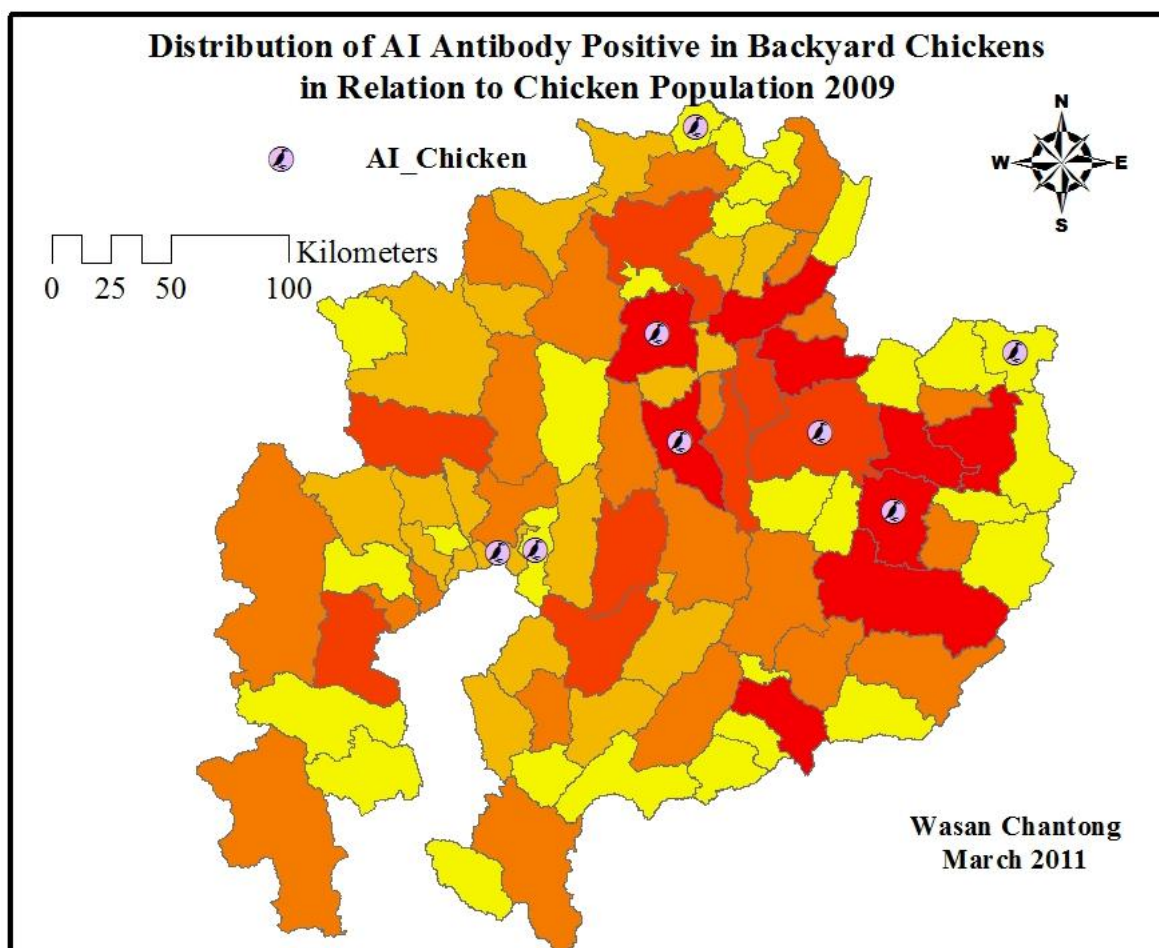 Distribution of AI Antibody Positive in Backyard Chickens
in Relation to Chicken Population 2009
AI_Chicken
N
W E
S
Kilometers
0 25 50 100
Wasan Chantong
March 2011